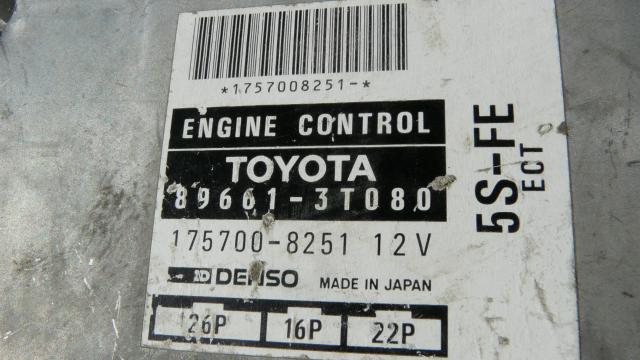 *1757008251-*
ENGINE CONTROL
TOYOTA
89661-3T080
175700-8251 12V
ND DENSO MADE IN JAPAN
26P 16P 22P
5S-FE
ECT